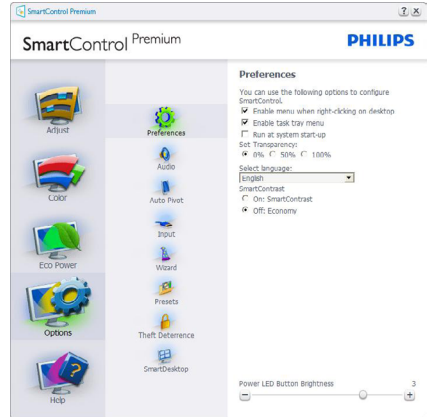 SmartControl Premium
? X
SmartControl Premium
PHILIPS
Adjust
Color
Eco Power
Options
Help
Preferences
Audio
Auto Pivot
Input
Wizard
Presets
Theft Deterrence
SmartDesktop
Preferences
You can use the following options to configure
SmartControl.
Enable menu when right-clicking on desktop
Enable task tray menu
Run at system start-up
Set Transparency:
0% 50% 100%
Select language:
English
SmartContrast
On: SmartContrast
Off: Economy
Power LED Button Brightness 3